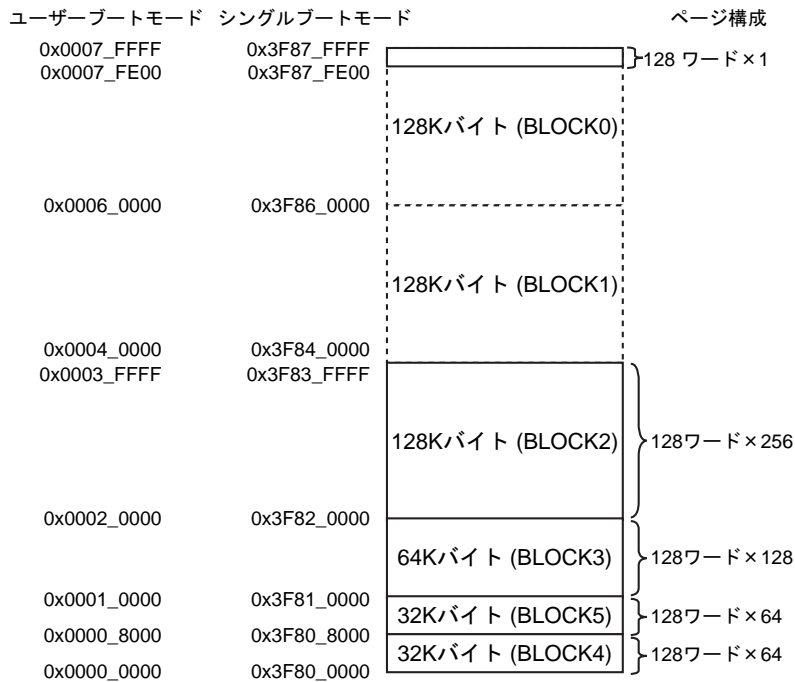 ユーザーブートモード シングルブートモード ページ構成
0x0007_FFFF 0x3F87_FFFF
0x0007_FE00 0x3F87_FE00
128 ワード×1
128Kバイト (BLOCK0)
0x0006_0000 0x3F86_0000
128Kバイト (BLOCK1)
0x0004_0000 0x3F84_0000
0x0003_FFFF 0x3F83_FFFF
128Kバイト (BLOCK2) 128ワード×256
0x0002_0000 0x3F82_0000
64Kバイト (BLOCK3) 128ワード×128
0x0001_0000 0x3F81_0000
32Kバイト (BLOCK5) 128ワード×64
0x0000_8000 0x3F80_8000
32Kバイト (BLOCK4) 128ワード×64
0x0000_0000 0x3F80_0000